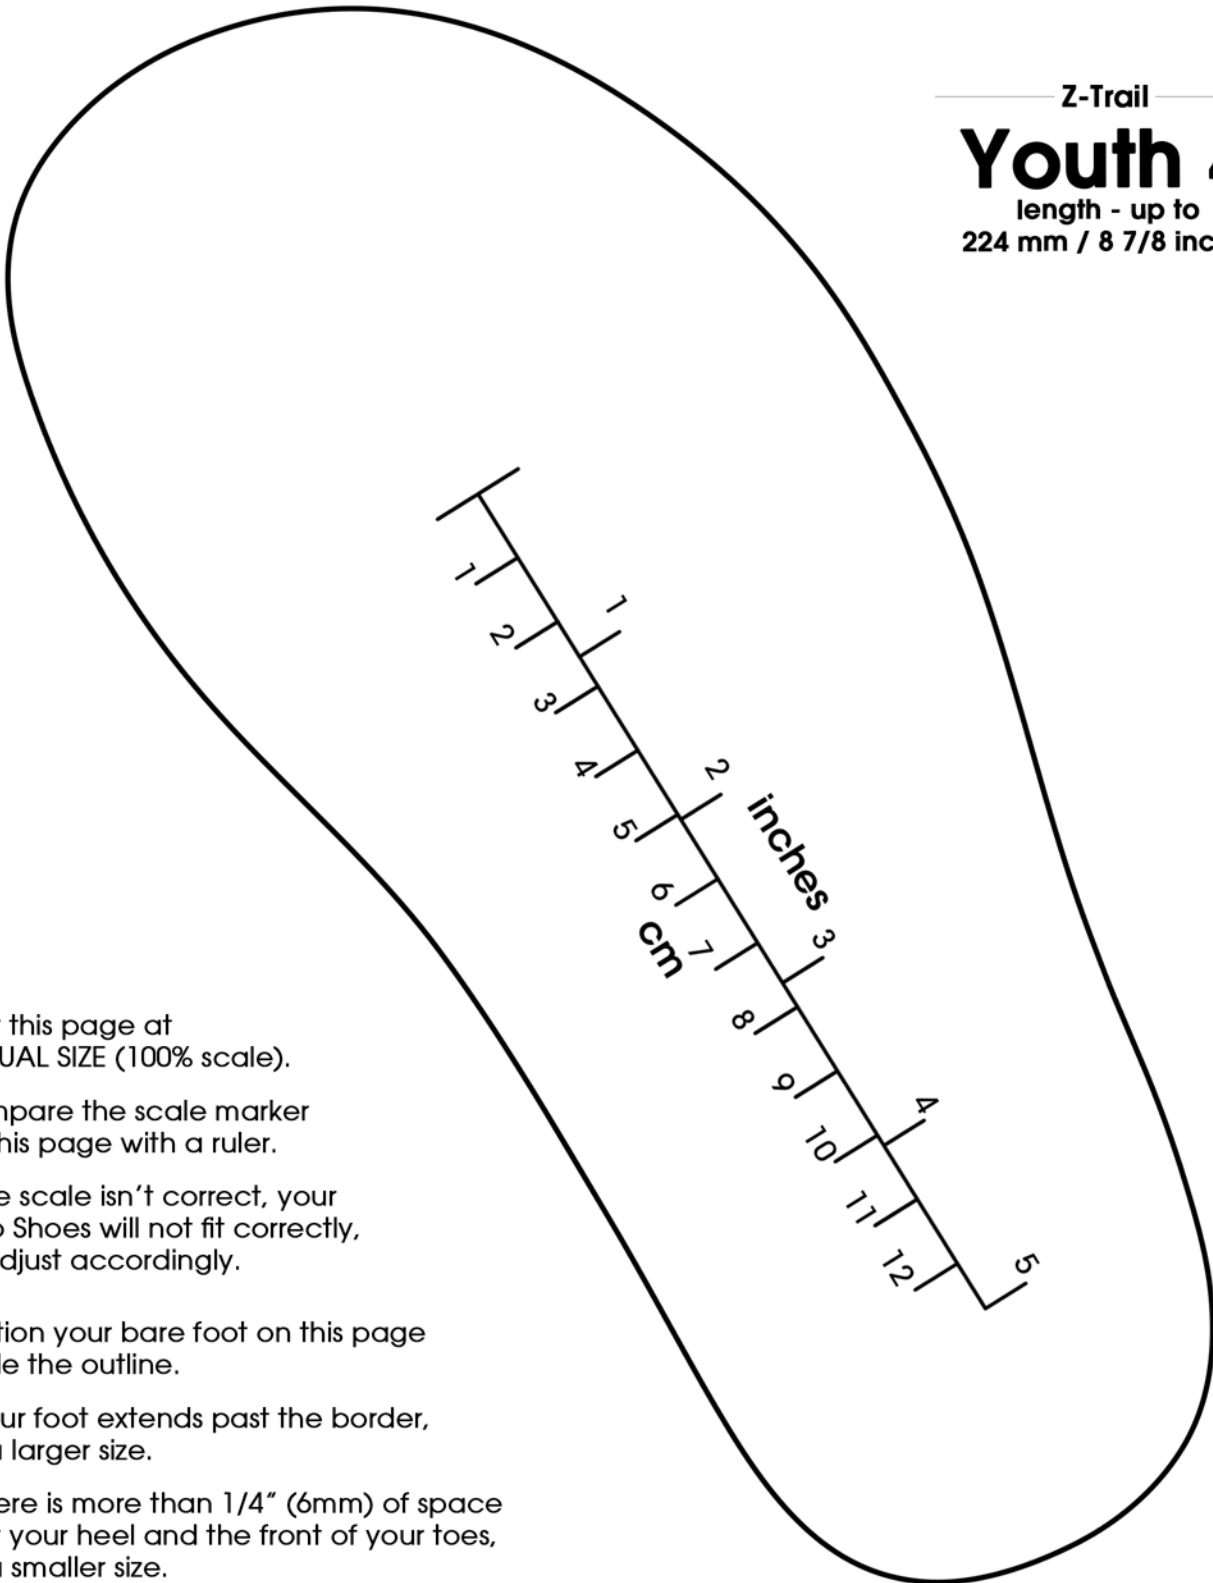 Z-Trail
Youth
length - up to
224 mm / 8 7/8 inc
1
2
3
4
5
6
7
8
9
10
11
12
cm
1
2
3
4
5
inches
this page at
UAL SIZE (100% scale).
mpare the scale marker
his page with a ruler.
e scale isn't correct, your
o Shoes will not fit correctly,
djust accordingly.
tion your bare foot on this page
le the outline.
ur foot extends past the border,
a larger size.
ere is more than 1/4″ (6mm) of space
your heel and the front of your toes,
a smaller size.